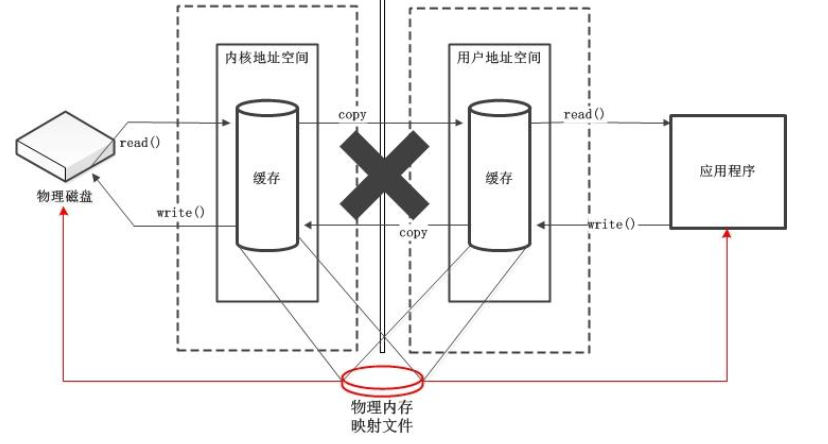 内核地址空间
用户地址空间
copy
read()
read()
缓存
缓存
应用程序
物理磁盘
write()
copy
write()
物理内存
映射文件